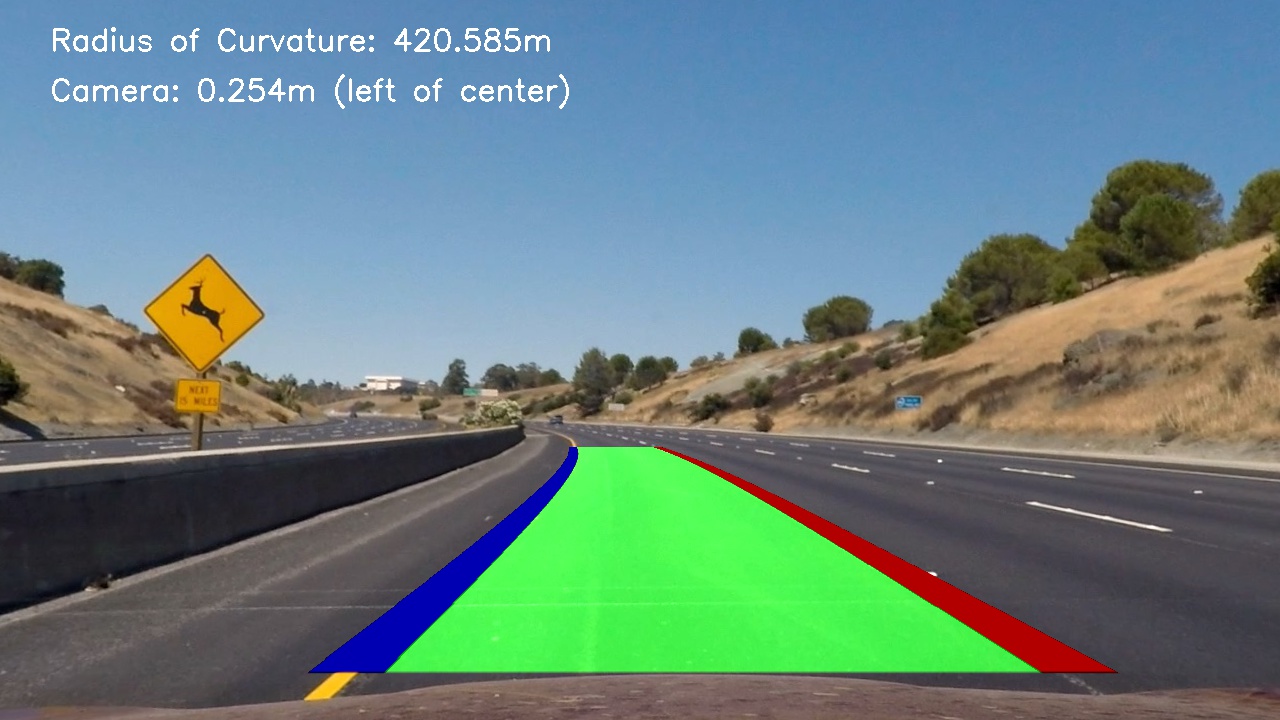 Radius of Curvature: 420.585m
Camera: 0.254m (left of center)
NEXT
15 MILES